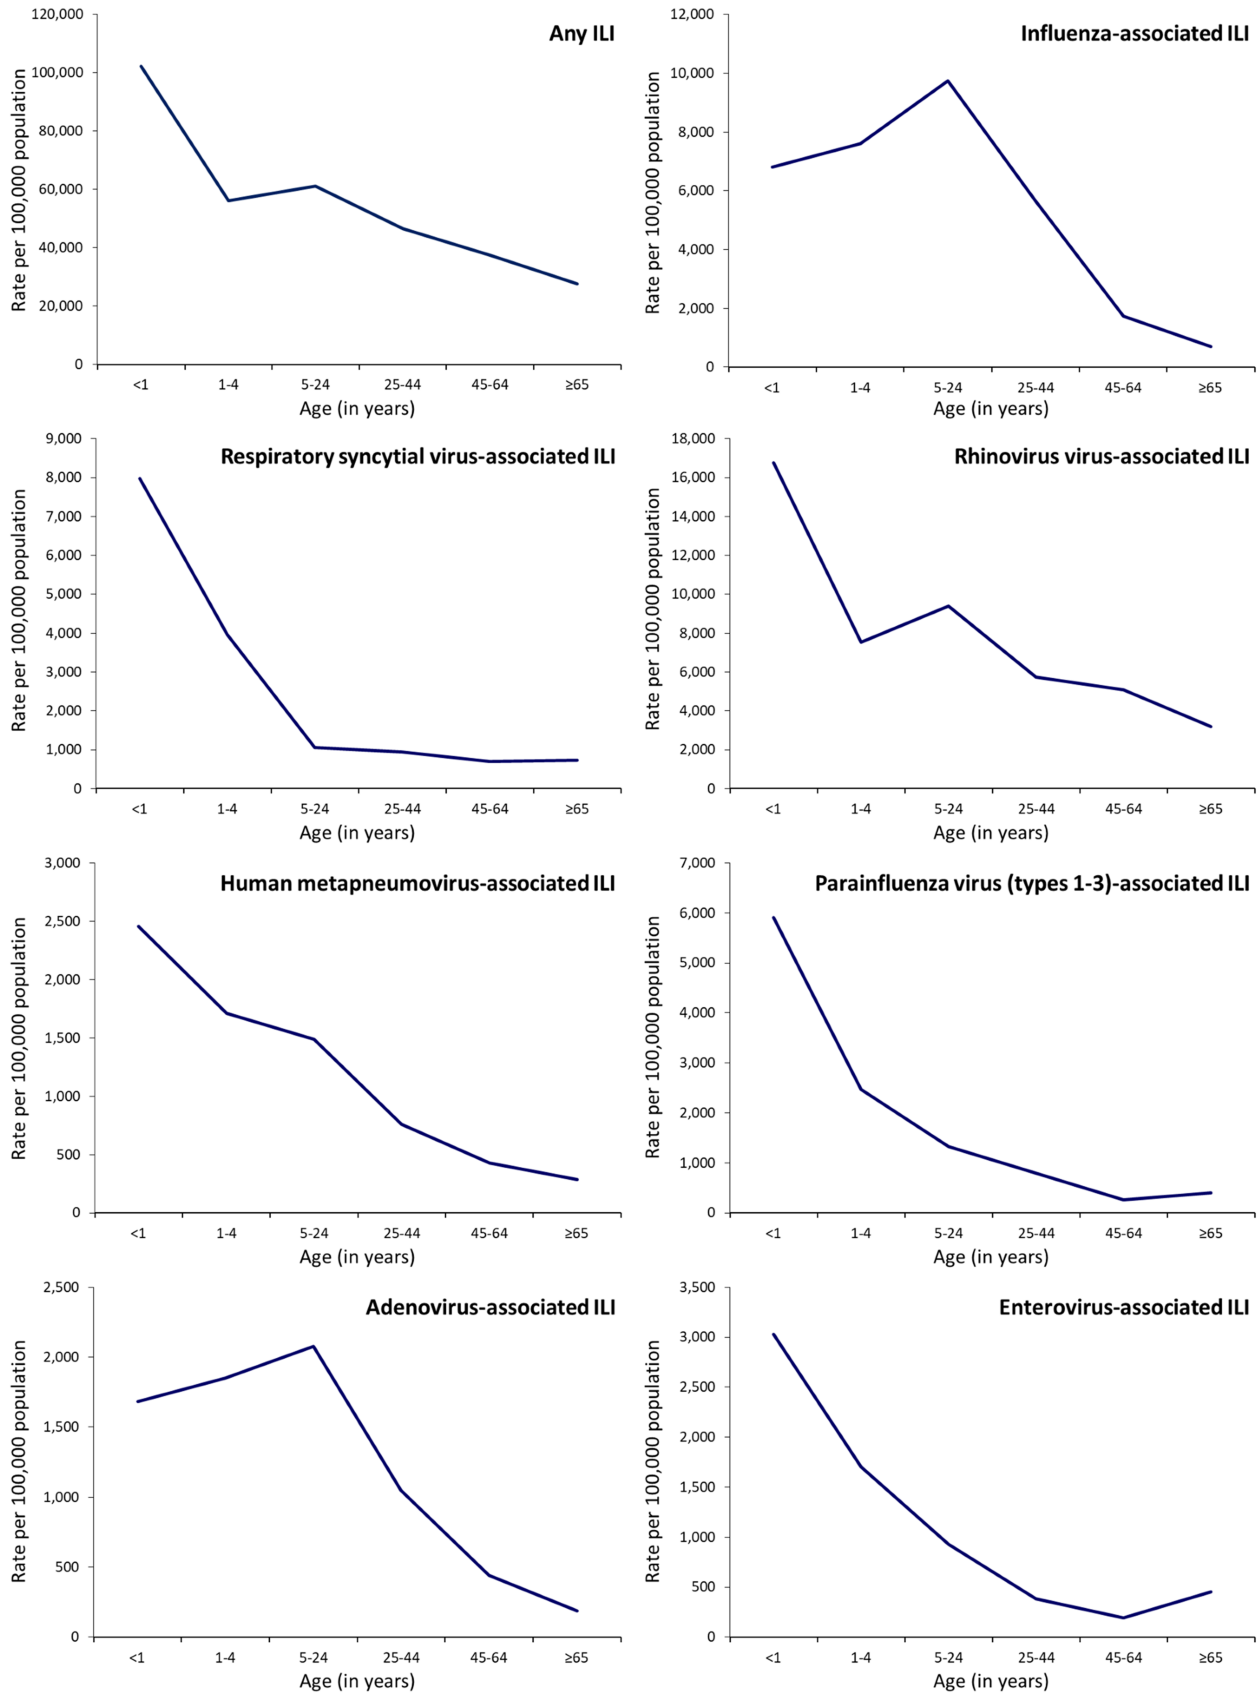 Any ILI
Rate per 100,000 population
120,000
100,000
80,000
60,000
40,000
20,000
0
<1 1-4 5-24 25-44 45-64 ≥65
Age (in years)
Influenza-associated ILI
Rate per 100,000 population
12,000
10,000
8,000
6,000
4,000
2,000
0
<1 1-4 5-24 25-44 45-64 ≥65
Age (in years)
Respiratory syncytial virus-associated ILI
Rate per 100,000 population
9,000
8,000
7,000
6,000
5,000
4,000
3,000
2,000
1,000
0
<1 1-4 5-24 25-44 45-64 ≥65
Age (in years)
Rhinovirus virus-associated ILI
Rate per 100,000 population
18,000
16,000
14,000
12,000
10,000
8,000
6,000
4,000
2,000
0
<1 1-4 5-24 25-44 45-64 ≥65
Age (in years)
Human metapneumovirus-associated ILI
Rate per 100,000 population
3,000
2,500
2,000
1,500
1,000
500
0
<1 1-4 5-24 25-44 45-64 ≥65
Age (in years)
Parainfluenza virus (types 1-3)-associated ILI
Rate per 100,000 population
7,000
6,000
5,000
4,000
3,000
2,000
1,000
0
<1 1-4 5-24 25-44 45-64 ≥65
Age (in years)
Adenovirus-associated ILI
Rate per 100,000 population
2,500
2,000
1,500
1,000
500
0
<1 1-4 5-24 25-44 45-64 ≥65
Age (in years)
Enterovirus-associated ILI
Rate per 100,000 population
3,500
3,000
2,500
2,000
1,500
1,000
500
0
<1 1-4 5-24 25-44 45-64 ≥65
Age (in years)